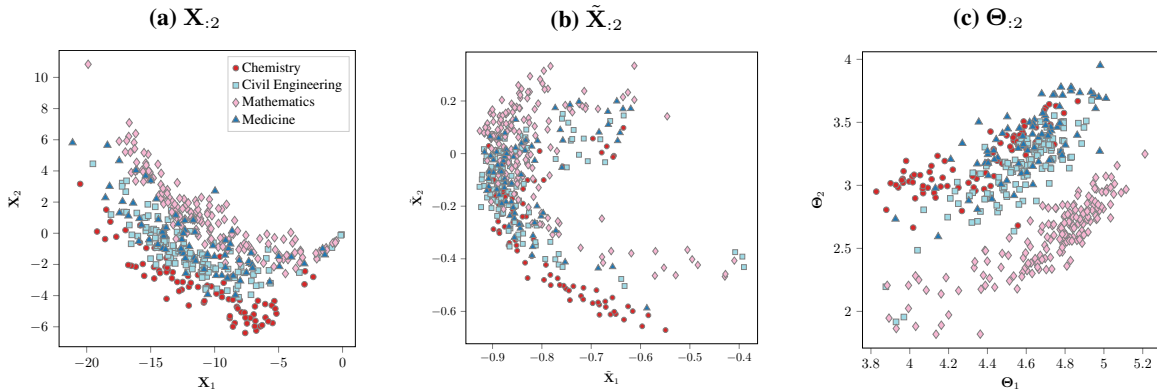 (a) X:2
10
8
6
4
2
0
−2
−4
−6
X2
−20
−15
−10
−5
0
X1
Chemistry
Civil Engineering
Mathematics
Medicine
(b) X̃:2
0.2
0
−0.2
−0.4
−0.6
X̃2
−0.9
−0.8
−0.7
−0.6
−0.5
−0.4
X̃1
(c) Θ:2
4
3.5
3
2.5
2
Θ2
3.8
4
4.2
4.4
4.6
4.8
5
5.2
Θ1